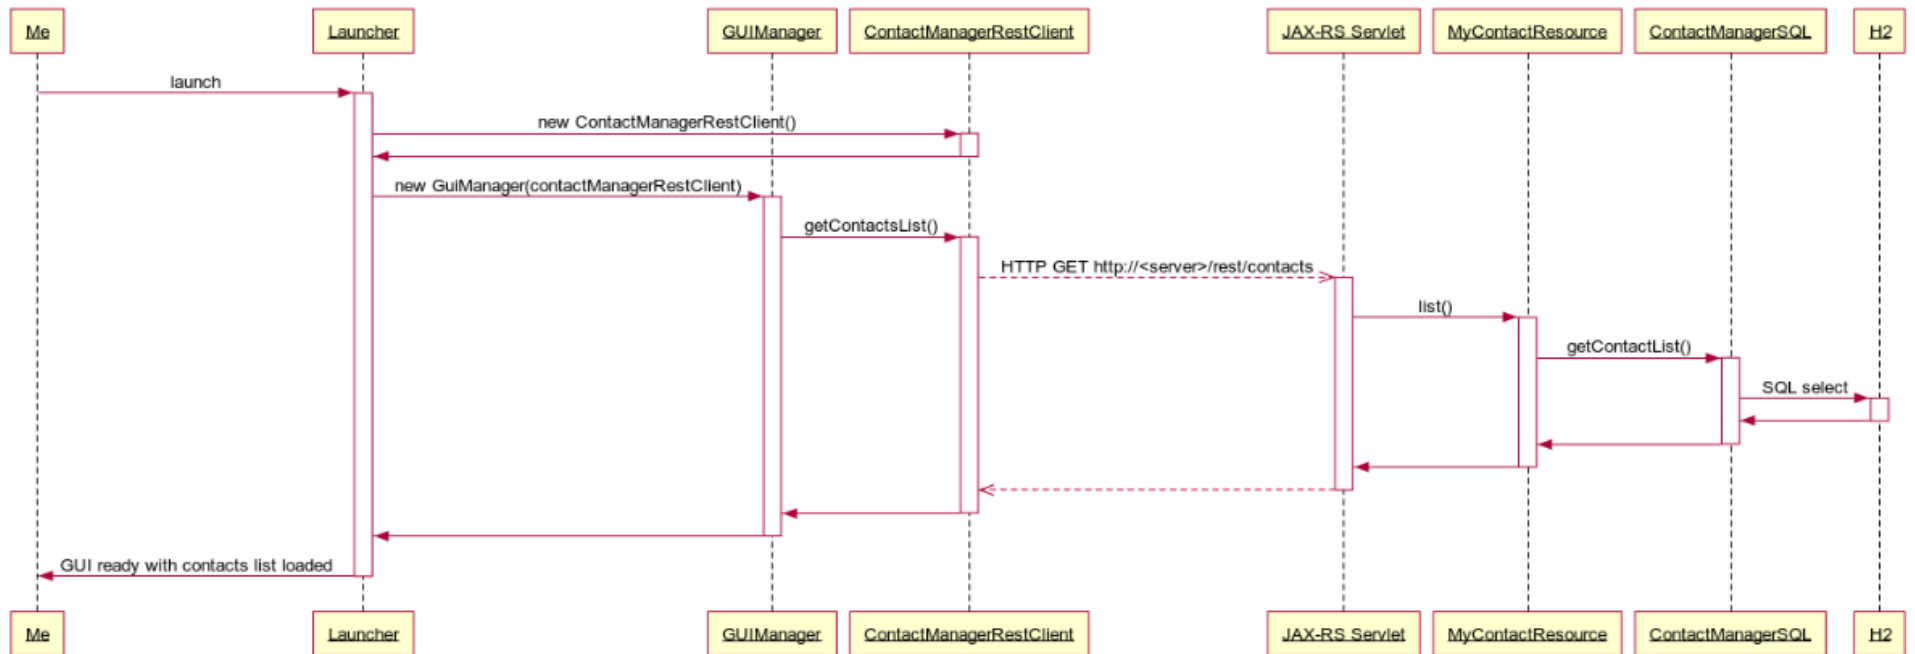 Me
Launcher
GUIManager
ContactManagerRestClient
JAX-RS Servlet
MyContactResource
ContactManagerSQL
H2
launch
new ContactManagerRestClient()
new GuiManager(contactManagerRestClient)
getContactsList()
HTTP GET http://<server>/rest/contacts
list()
getContactList()
SQL select
GUI ready with contacts list loaded
Me
Launcher
GUIManager
ContactManagerRestClient
JAX-RS Servlet
MyContactResource
ContactManagerSQL
H2